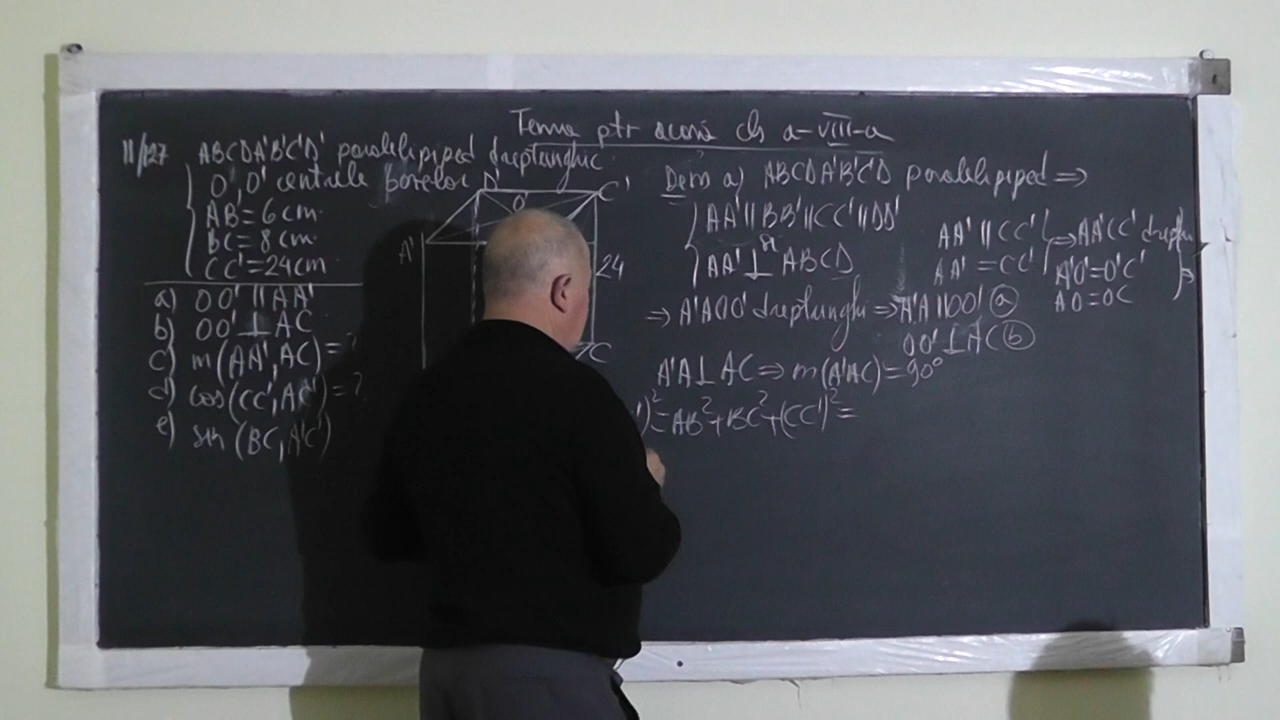 Tema ptr acasă cls a-VIII-a
11/127 ABCDA'B'C'D' paralelipiped dreptunghic
O, O' centrele bazelor
AB = 6 cm
BC = 8 cm
CC' = 24 cm
a) OO' ∥ AA'
b) OO' ⊥ AC
c) m(AA', AC) = ?
d) cos(CC', AC') = ?
e) sin(BC, A'C')
D'
O'
C'
A'
24
C
Dem a) ABCDA'B'C'D' paralelipiped ⇒
AA' ∥ BB' ∥ CC' ∥ DD'
AA' ⊥ ABCD
AA' ∥ CC'
AA' = CC'
⇒ AA'CC' dreptun
A'O' = O'C'
AO = OC
⇒
⇒ A'AOO' dreptunghi ⇒ A'A ∥ OO' (a)
OO' ⊥ AC (b)
A'A ⊥ AC ⇒ m(A'AC) = 90°
')² = AB² + BC² + (CC')² =